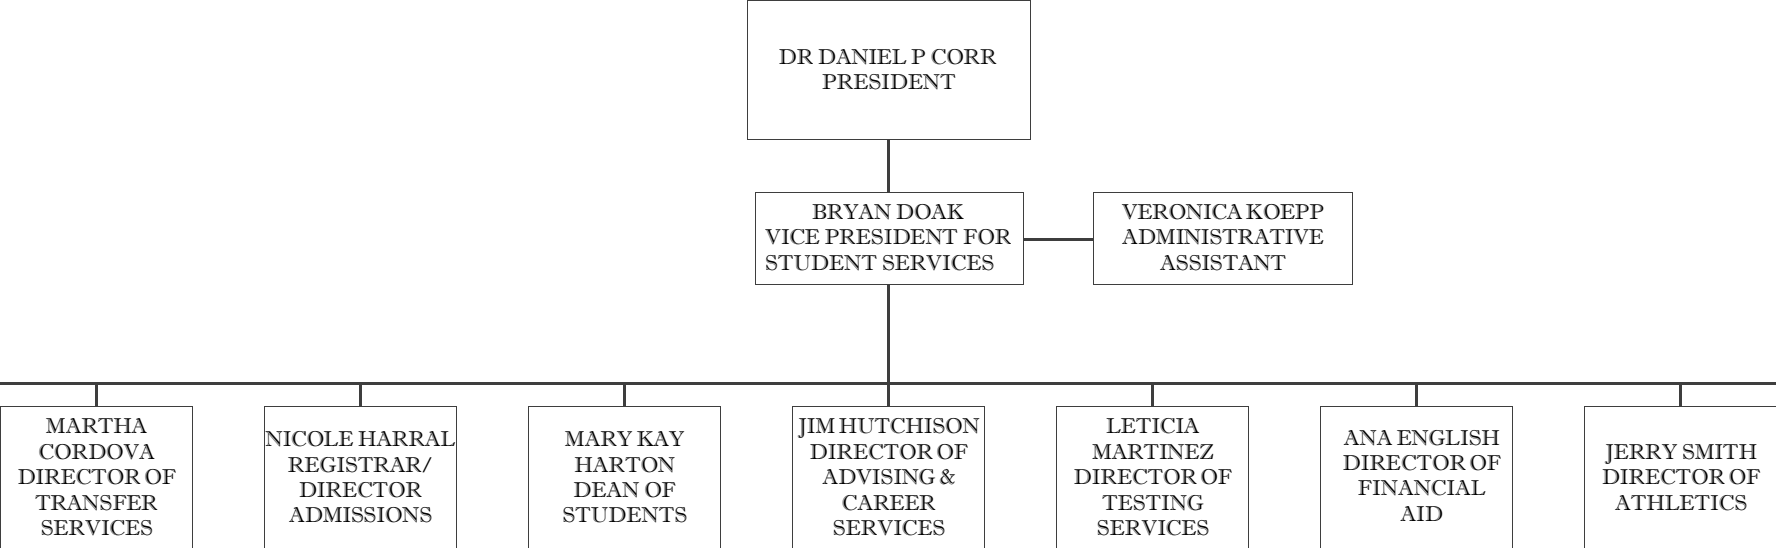 DR DANIEL P CORR
PRESIDENT
BRYAN DOAK
VICE PRESIDENT FOR
STUDENT SERVICES
VERONICA KOEPP
ADMINISTRATIVE
ASSISTANT
MARTHA
CORDOVA
DIRECTOR OF
TRANSFER
SERVICES
NICOLE HARRAL
REGISTRAR/
DIRECTOR
ADMISSIONS
MARY KAY
HARTON
DEAN OF
STUDENTS
JIM HUTCHISON
DIRECTOR OF
ADVISING &
CAREER
SERVICES
LETICIA
MARTINEZ
DIRECTOR OF
TESTING
SERVICES
ANA ENGLISH
DIRECTOR OF
FINANCIAL
AID
JERRY SMITH
DIRECTOR OF
ATHLETICS